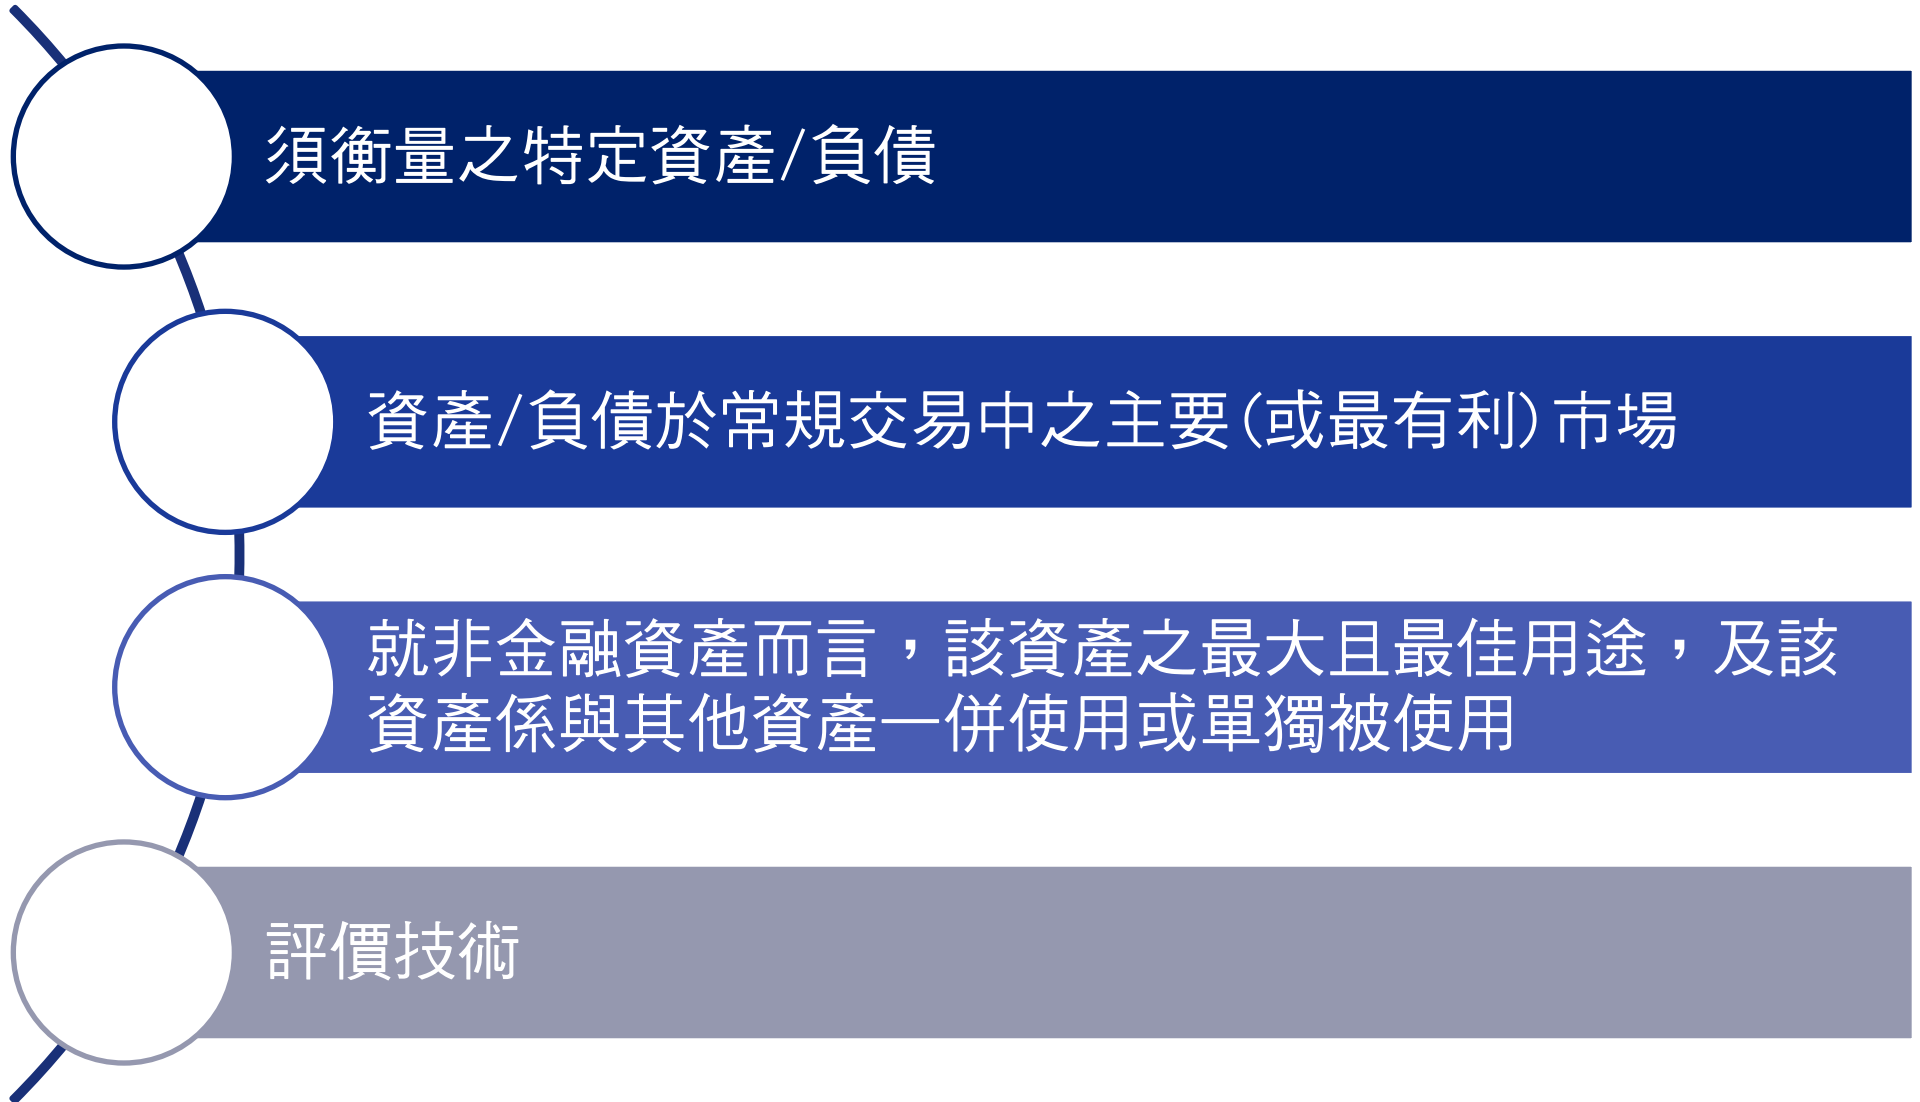 須衡量之特定資產/負債
資產/負債於常規交易中之主要(或最有利)市場
就非金融資產而言，該資產之最大且最佳用途，及該
資產係與其他資產一併使用或單獨被使用
評價技術